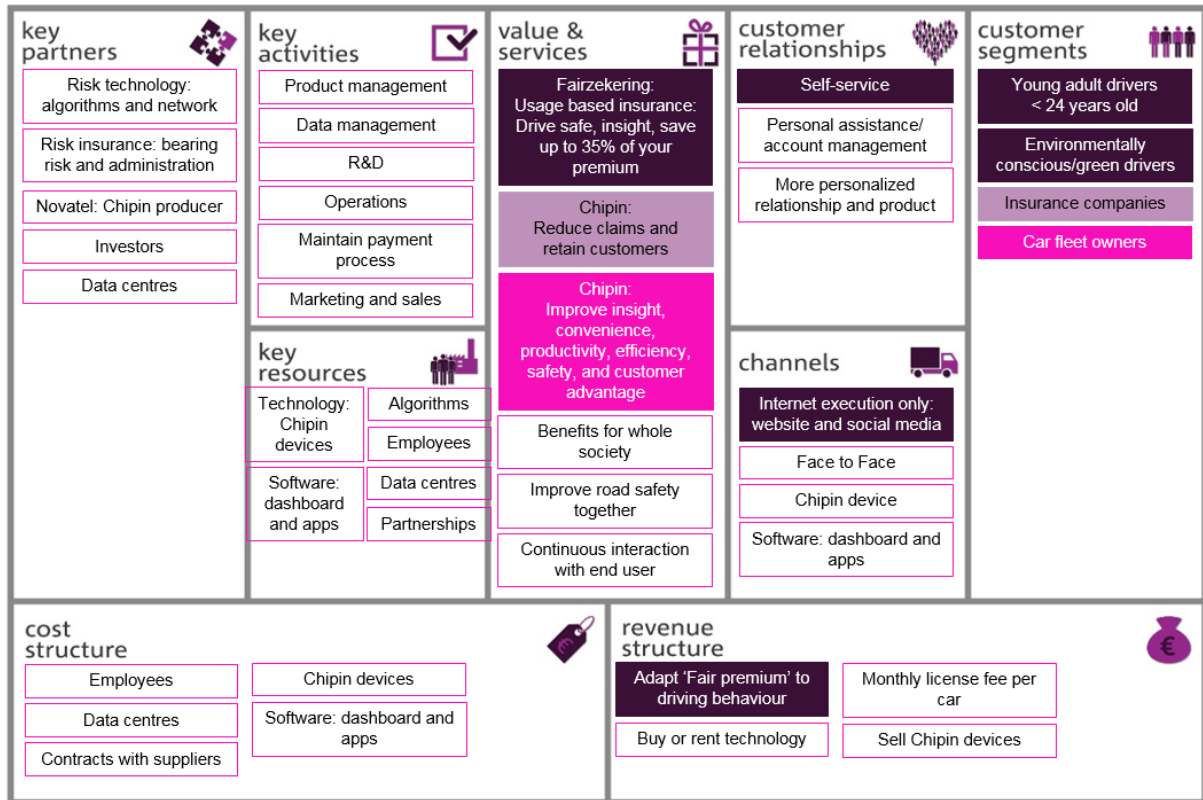 key
partners
Risk technology:
algorithms and network
Risk insurance: bearing
risk and administration
Novatel: Chipin producer
Investors
Data centres
key
activities
Product management
Data management
R&D
Operations
Maintain payment
process
Marketing and sales
key
resources
Technology:
Chipin
devices
Software:
dashboard
and apps
Algorithms
Employees
Data centres
Partnerships
value &
services
Fairzekering:
Usage based insurance:
Drive safe, insight, save
up to 35% of your
premium
Chipin:
Reduce claims and
retain customers
Chipin:
Improve insight,
convenience,
productivity, efficiency,
safety, and customer
advantage
Benefits for whole
society
Improve road safety
together
Continuous interaction
with end user
customer
relationships
Self-service
Personal assistance/
account management
More personalized
relationship and product
channels
Internet execution only:
website and social media
Face to Face
Chipin device
Software: dashboard and
apps
customer
segments
Young adult drivers
< 24 years old
Environmentally
conscious/green drivers
Insurance companies
Car fleet owners
cost
structure
€
Employees
Data centres
Contracts with suppliers
Chipin devices
Software: dashboard and
apps
revenue
structure
€
Adapt ‘Fair premium’ to
driving behaviour
Buy or rent technology
Monthly license fee per
car
Sell Chipin devices